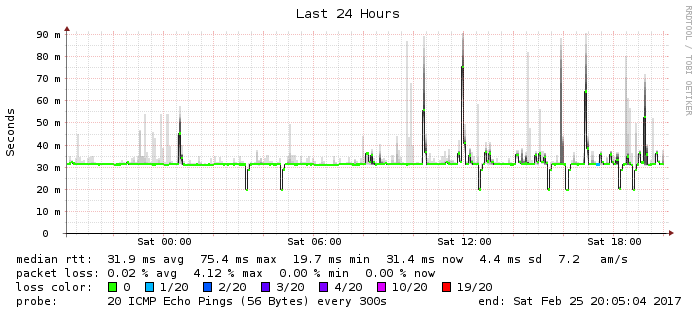 Last 24 Hours
RRDTOOL / TOBI OETIKER
Seconds
90 m
80 m
70 m
60 m
50 m
40 m
30 m
20 m
10 m
0
Sat 00:00 Sat 06:00 Sat 12:00 Sat 18:00
median rtt: 31.9 ms avg 75.4 ms max 19.7 ms min 31.4 ms now 4.4 ms sd 7.2 am/s
packet loss: 0.02 % avg 4.12 % max 0.00 % min 0.00 % now
loss color: 0 1/20 2/20 3/20 4/20 10/20 19/20
probe: 20 ICMP Echo Pings (56 Bytes) every 300s end: Sat Feb 25 20:05:04 2017